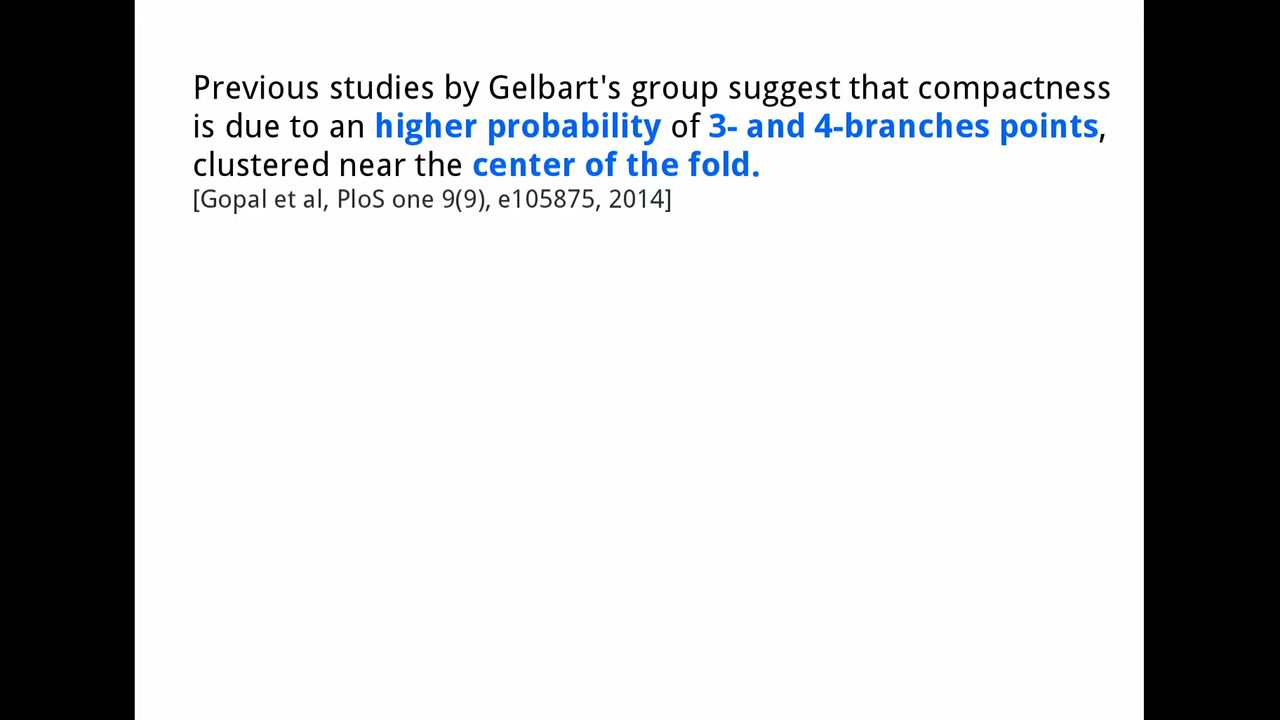 Previous studies by Gelbart's group suggest that compactness
is due to an higher probability of 3- and 4-branches points,
clustered near the center of the fold.
[Gopal et al, PloS one 9(9), e105875, 2014]